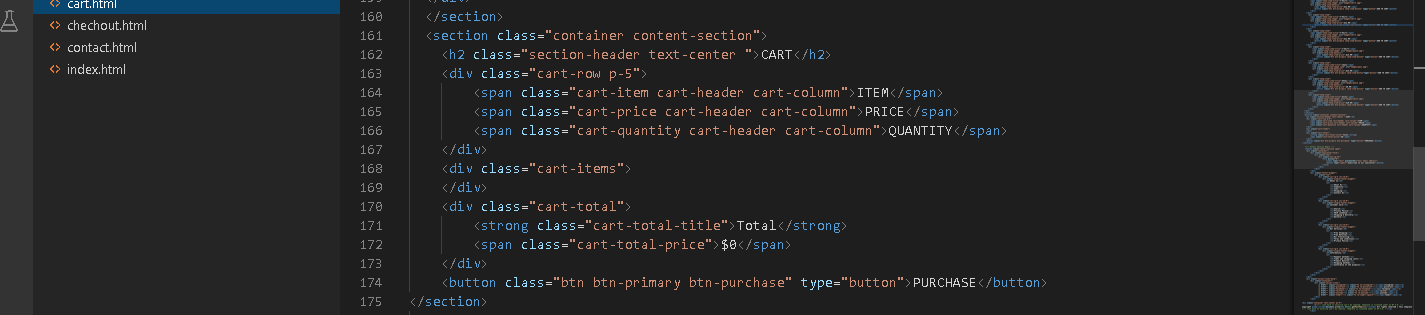 cart.html
chechout.html
contact.html
index.html
160 </section>
161 <section class="container content-section">
162 <h2 class="section-header text-center ">CART</h2>
163 <div class="cart-row p-5">
164 <span class="cart-item cart-header cart-column">ITEM</span>
165 <span class="cart-price cart-header cart-column">PRICE</span>
166 <span class="cart-quantity cart-header cart-column">QUANTITY</span>
167 </div>
168 <div class="cart-items">
169 </div>
170 <div class="cart-total">
171 <strong class="cart-total-title">Total</strong>
172 <span class="cart-total-price">$0</span>
173 </div>
174 <button class="btn btn-primary btn-purchase" type="button">PURCHASE</button>
175 </section>